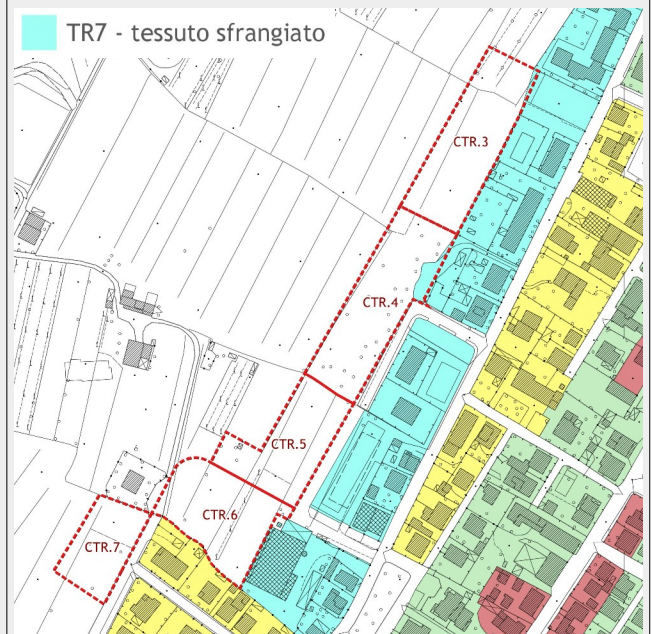 TR7 - tessuto sfrangiato
CTR.3
CTR.4
CTR.5
CTR.6
CTR.7